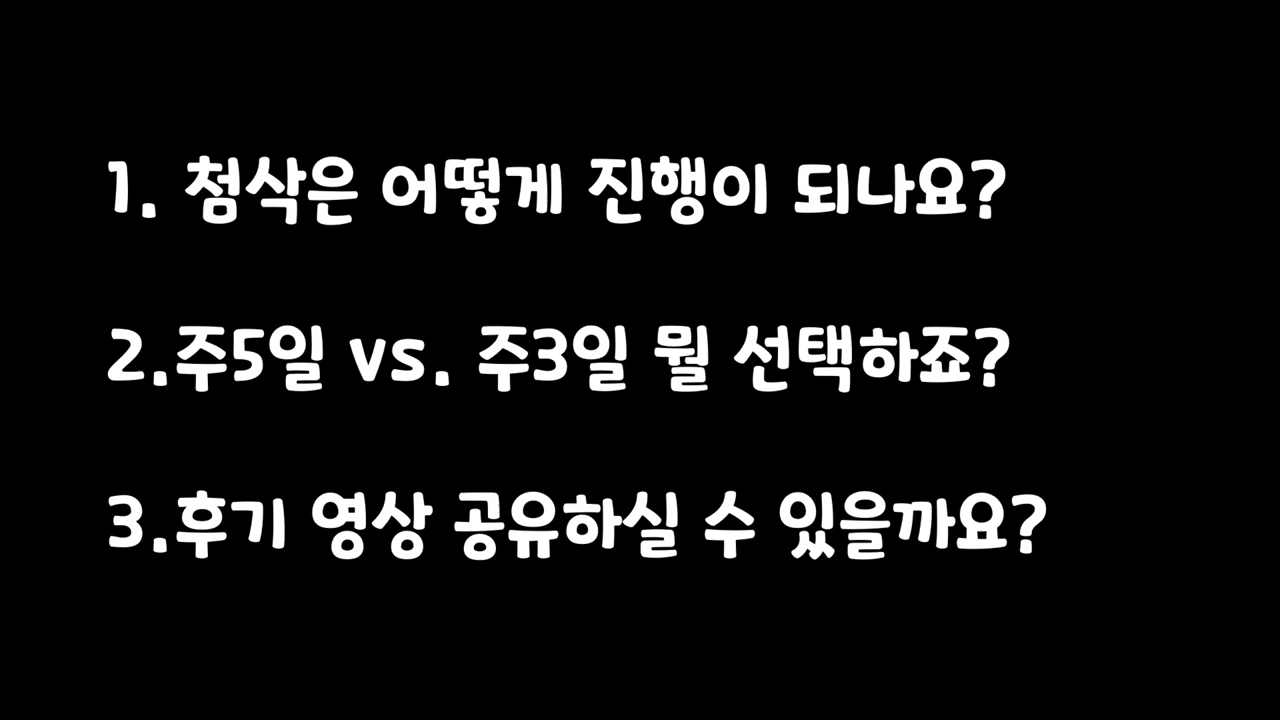 1. 첨삭은 어떻게 진행이 되나요?
2.주5일 vs. 주3일 뭘 선택하죠?
3.후기 영상 공유하실 수 있을까요?